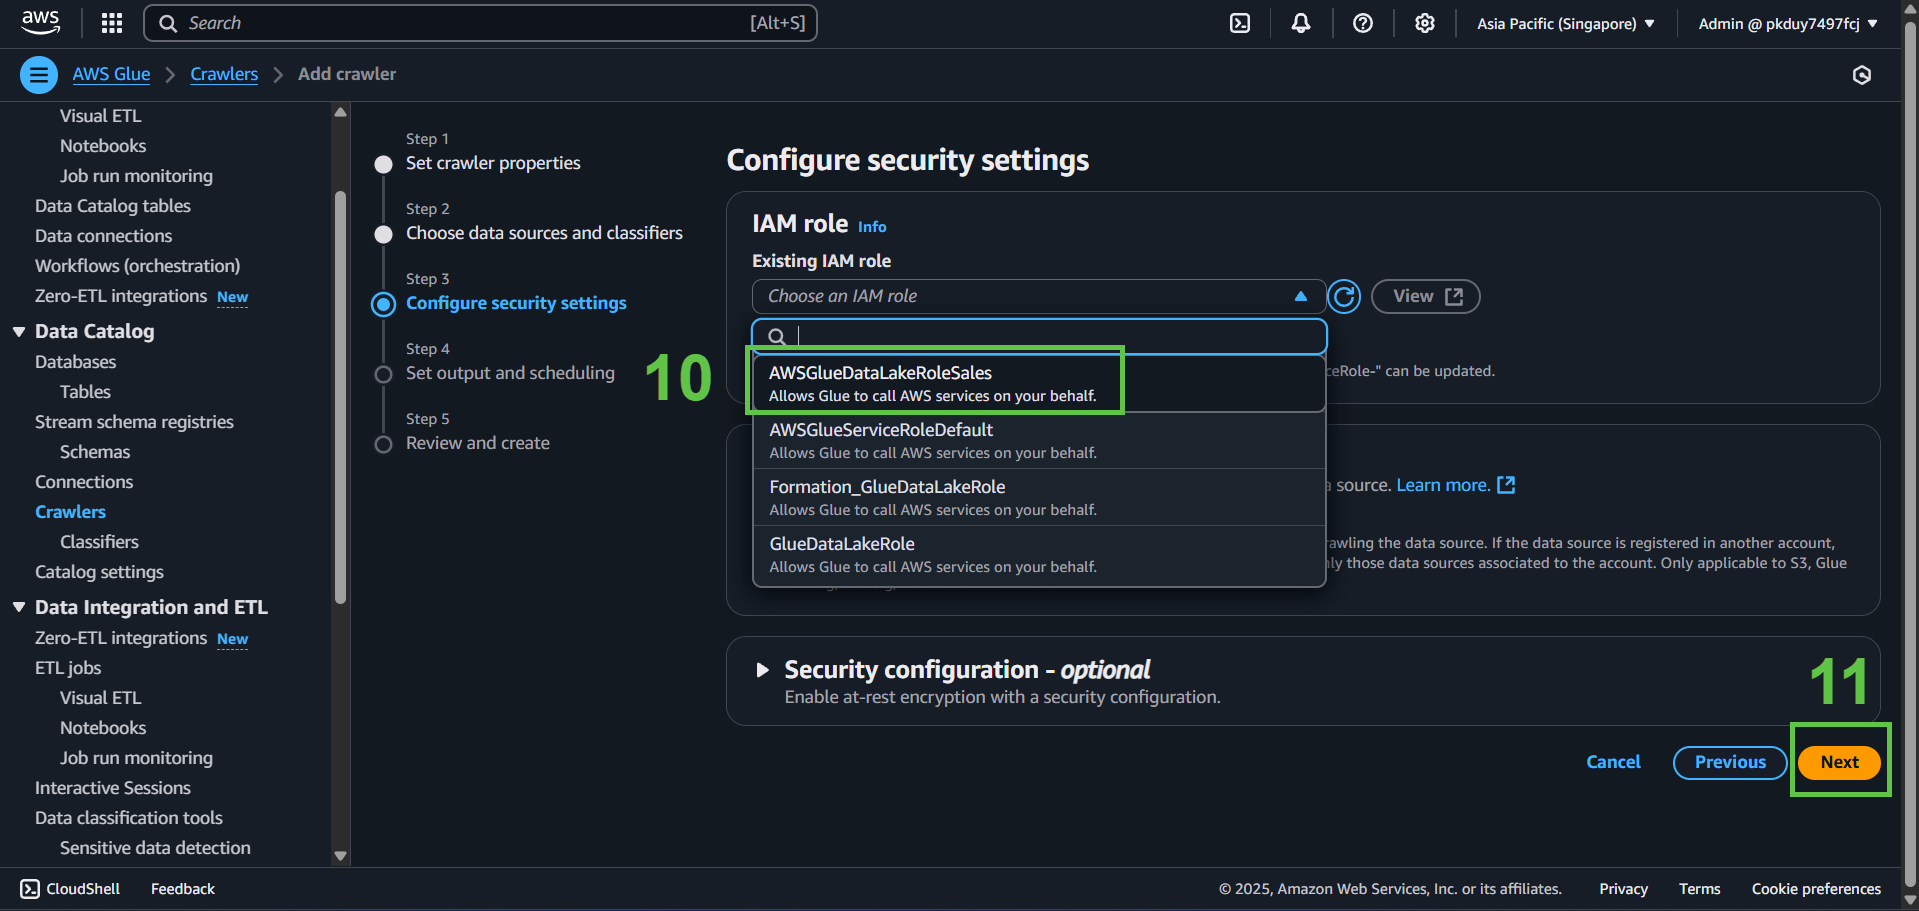 aws
Search
[Alt+S]
Asia Pacific (Singapore)
Admin @ pkduy7497fcj
AWS Glue
Crawlers
Add crawler
Visual ETL
Notebooks
Job run monitoring
Data Catalog tables
Data connections
Workflows (orchestration)
Zero-ETL integrations New
Data Catalog
Databases
Tables
Stream schema registries
Schemas
Connections
Crawlers
Classifiers
Catalog settings
Data Integration and ETL
Zero-ETL integrations New
ETL jobs
Visual ETL
Notebooks
Job run monitoring
Interactive Sessions
Data classification tools
Sensitive data detection
Step 1
Set crawler properties
Step 2
Choose data sources and classifiers
Step 3
Configure security settings
Step 4
Set output and scheduling
Step 5
Review and create
10
Configure security settings
IAM role Info
Existing IAM role
Choose an IAM role
View
AWSGlueDataLakeRoleSales
Allows Glue to call AWS services on your behalf.
AWSGlueServiceRoleDefault
Allows Glue to call AWS services on your behalf.
Formation_GlueDataLakeRole
Allows Glue to call AWS services on your behalf.
GlueDataLakeRole
Allows Glue to call AWS services on your behalf.
ceRole-" can be updated.
source. Learn more.
rawling the data source. If the data source is registered in another account,
ly those data sources associated to the account. Only applicable to S3, Glue
Security configuration - optional
Enable at-rest encryption with a security configuration.
11
Cancel
Previous
Next
CloudShell
Feedback
© 2025, Amazon Web Services, Inc. or its affiliates.
Privacy
Terms
Cookie preferences